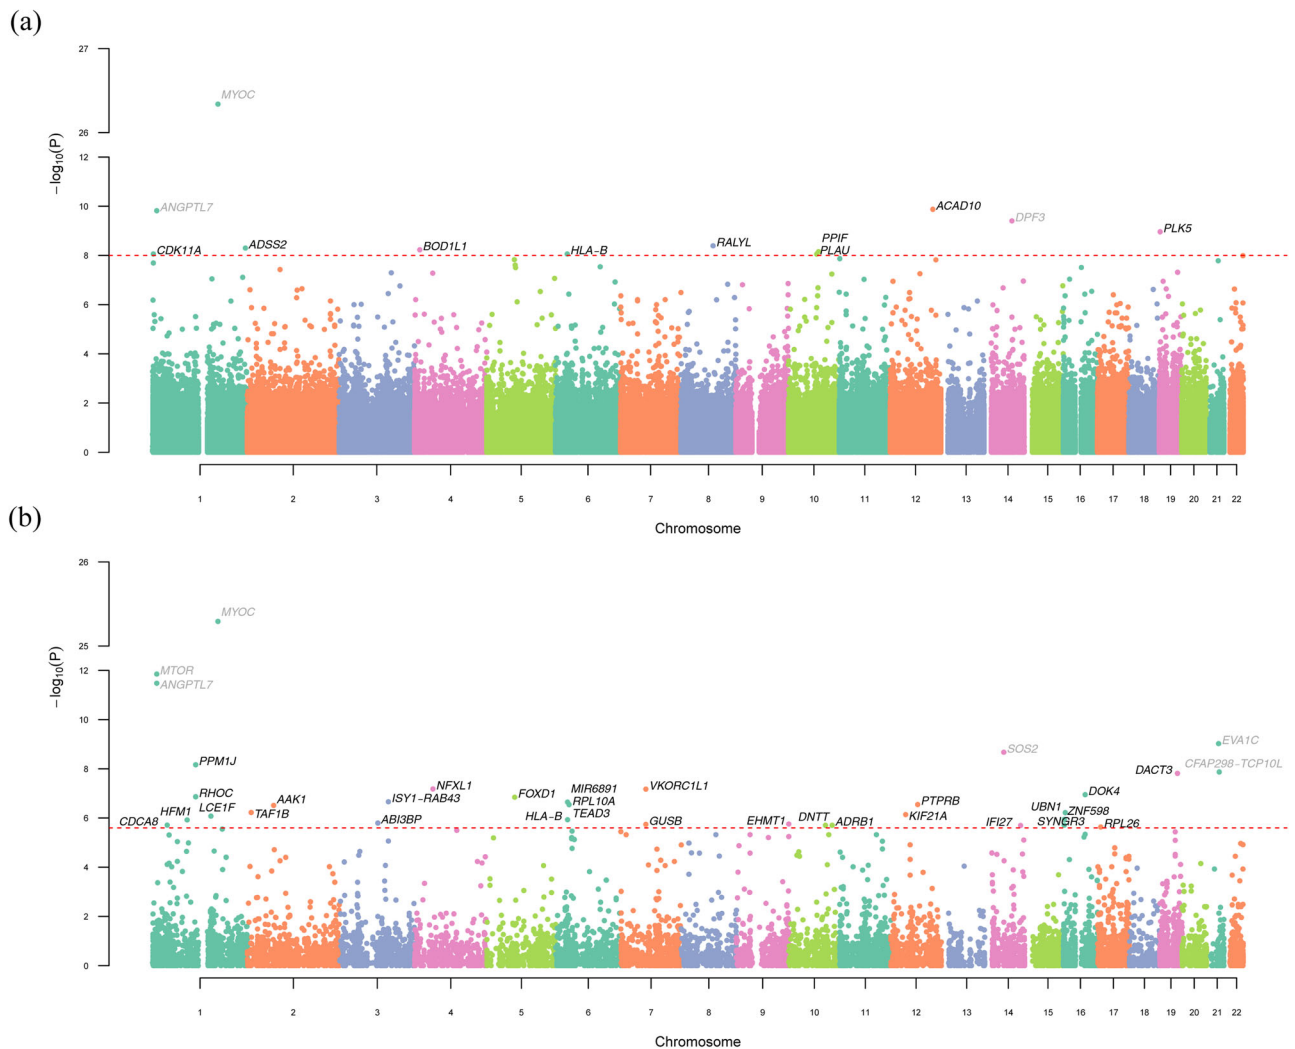 (a)
27
MYOC
26
−log10(P)
12
10
ANGPTL7
ACAD10
DPF3
PLK5
8
CDK11A
ADSS2
BOD1L1
HLA−B
RALYL
PPIF
PLAU
6
4
2
0
1 2 3 4 5 6 7 8 9 10 11 12 13 14 15 16 17 18 19 20 21 22
Chromosome
(b)
26
MYOC
25
−log10(P)
12
MTOR
ANGPTL7
10
SOS2
EVA1C
CFAP298−TCP10L
8
PPM1J
DACT3
RHOC
LCE1F
HFM1
CDCA8
AAK1
TAF1B
ISY1−RAB43
ABI3BP
NFXL1
FOXD1
MIR6891
RPL10A
TEAD3
HLA−B
VKORC1L1
GUSB
EHMT1
DNTT
ADRB1
PTPRB
KIF21A
IFI27
DOK4
UBN1
ZNF598
SYNGR3
RPL26
6
4
2
0
1 2 3 4 5 6 7 8 9 10 11 12 13 14 15 16 17 18 19 20 21 22
Chromosome